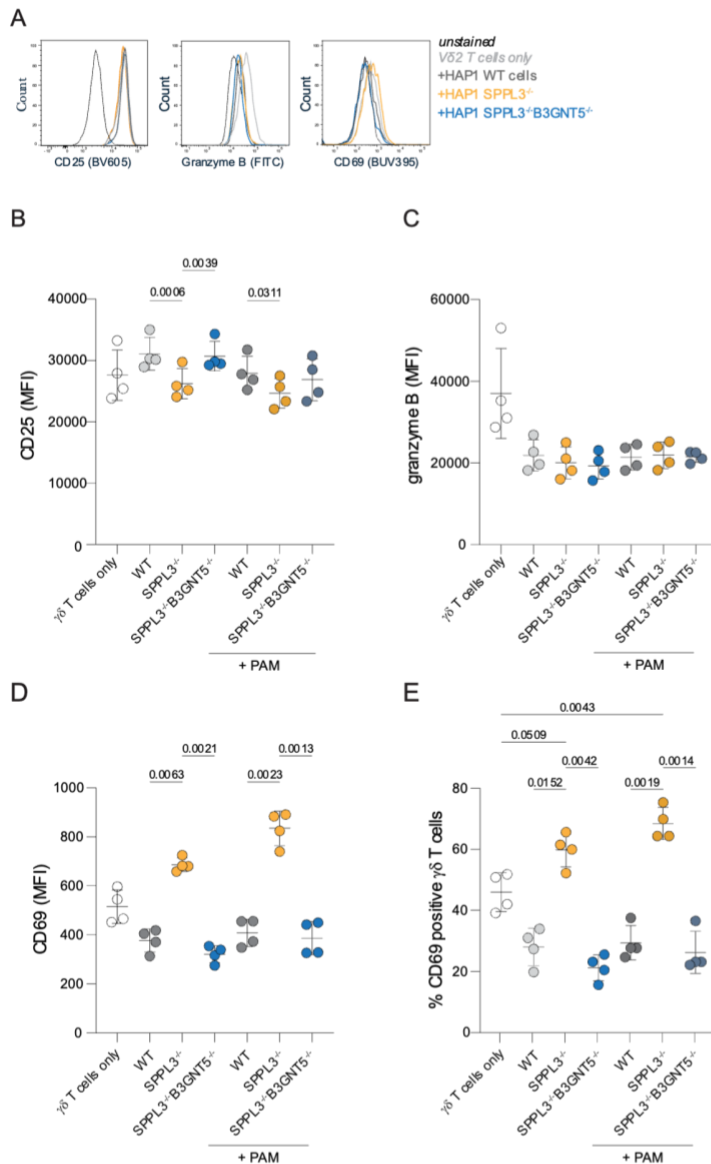 A
unstained
Vδ2 T cells only
+HAP1 WT cells
+HAP1 SPPL3-/-
+HAP1 SPPL3-/-B3GNT5-/-
Count
CD25 (BV605)
Count
Granzyme B (FITC)
Count
CD69 (BUV395)
B
0.0039
0.0006
0.0311
40000
30000
20000
10000
0
CD25 (MFI)
γδ T cells only
WT
SPPL3-/-
SPPL3-/-B3GNT5-/-
WT
SPPL3-/-
SPPL3-/-B3GNT5-/-
+ PAM
C
60000
40000
20000
0
granzyme B (MFI)
γδ T cells only
WT
SPPL3-/-
SPPL3-/-B3GNT5-/-
WT
SPPL3-/-
SPPL3-/-B3GNT5-/-
+ PAM
D
0.0021
0.0013
0.0063
0.0023
1000
800
600
400
200
0
CD69 (MFI)
γδ T cells only
WT
SPPL3-/-
SPPL3-/-B3GNT5-/-
WT
SPPL3-/-
SPPL3-/-B3GNT5-/-
+ PAM
E
0.0043
0.0509
0.0042
0.0014
0.0152
0.0019
80
60
40
20
0
% CD69 positive γδ T cells
γδ T cells only
WT
SPPL3-/-
SPPL3-/-B3GNT5-/-
WT
SPPL3-/-
SPPL3-/-B3GNT5-/-
+ PAM